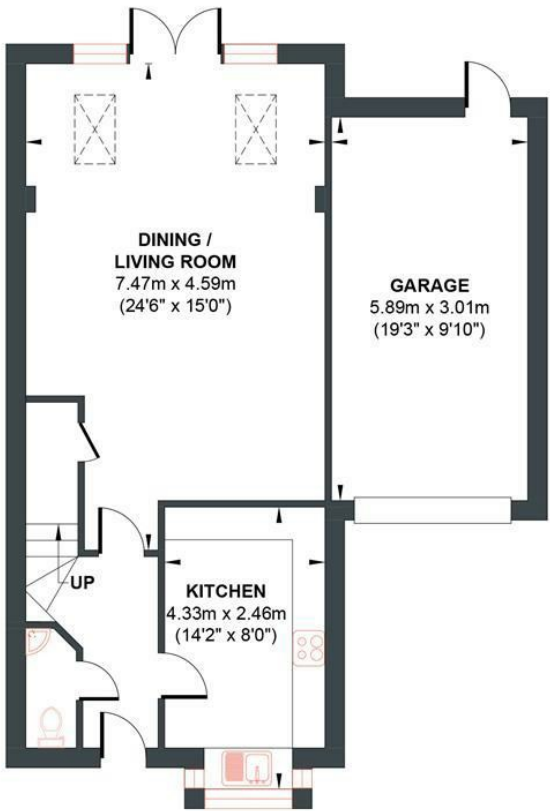 DINING /
LIVING ROOM
7.47m x 4.59m
(24'6" x 15'0")
GARAGE
5.89m x 3.01m
(19'3" x 9'10")
UP
KITCHEN
4.33m x 2.46m
(14'2" x 8'0")